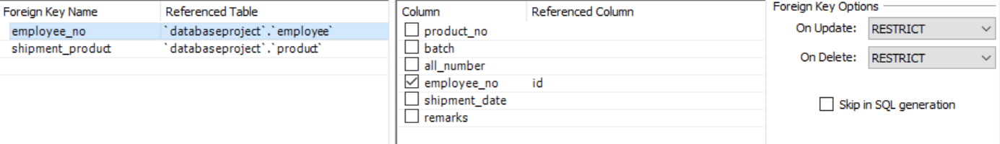 Foreign Key Name Referenced Table
employee_no `databaseproject`.`employee`
shipment_product `databaseproject`.`product`
Column Referenced Column
product_no
batch
all_number
employee_no id
shipment_date
remarks
Foreign Key Options
On Update: RESTRICT
On Delete: RESTRICT
Skip in SQL generation